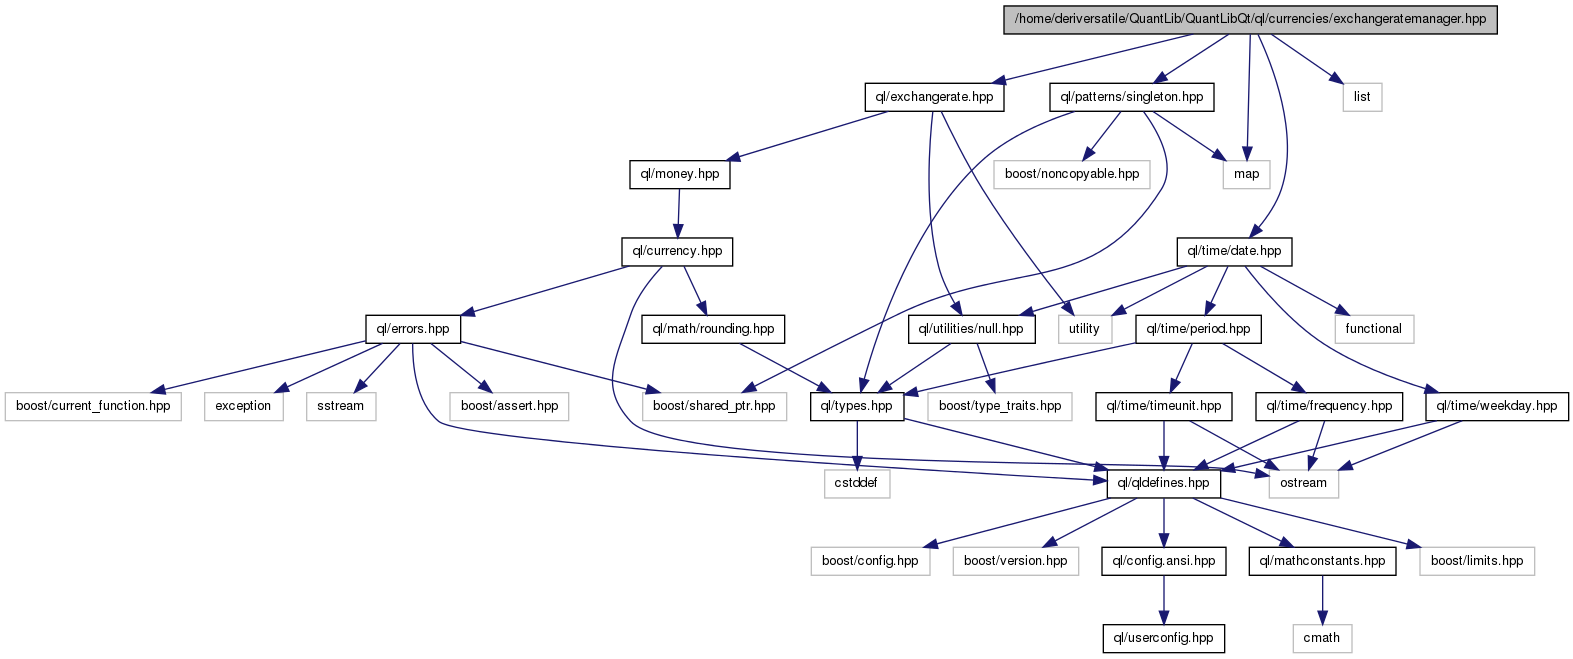 /home/deriversatile/QuantLib/QuantLibQt/ql/currencies/exchangeratemanager.hpp
ql/exchangerate.hpp
ql/patterns/singleton.hpp
list
ql/money.hpp
boost/noncopyable.hpp
map
ql/currency.hpp
ql/time/date.hpp
ql/errors.hpp
ql/math/rounding.hpp
ql/utilities/null.hpp
utility
ql/time/period.hpp
functional
boost/current_function.hpp
exception
sstream
boost/assert.hpp
boost/shared_ptr.hpp
ql/types.hpp
boost/type_traits.hpp
ql/time/timeunit.hpp
ql/time/frequency.hpp
ql/time/weekday.hpp
cstddef
ql/qldefines.hpp
ostream
boost/config.hpp
boost/version.hpp
ql/config.ansi.hpp
ql/mathconstants.hpp
boost/limits.hpp
ql/userconfig.hpp
cmath